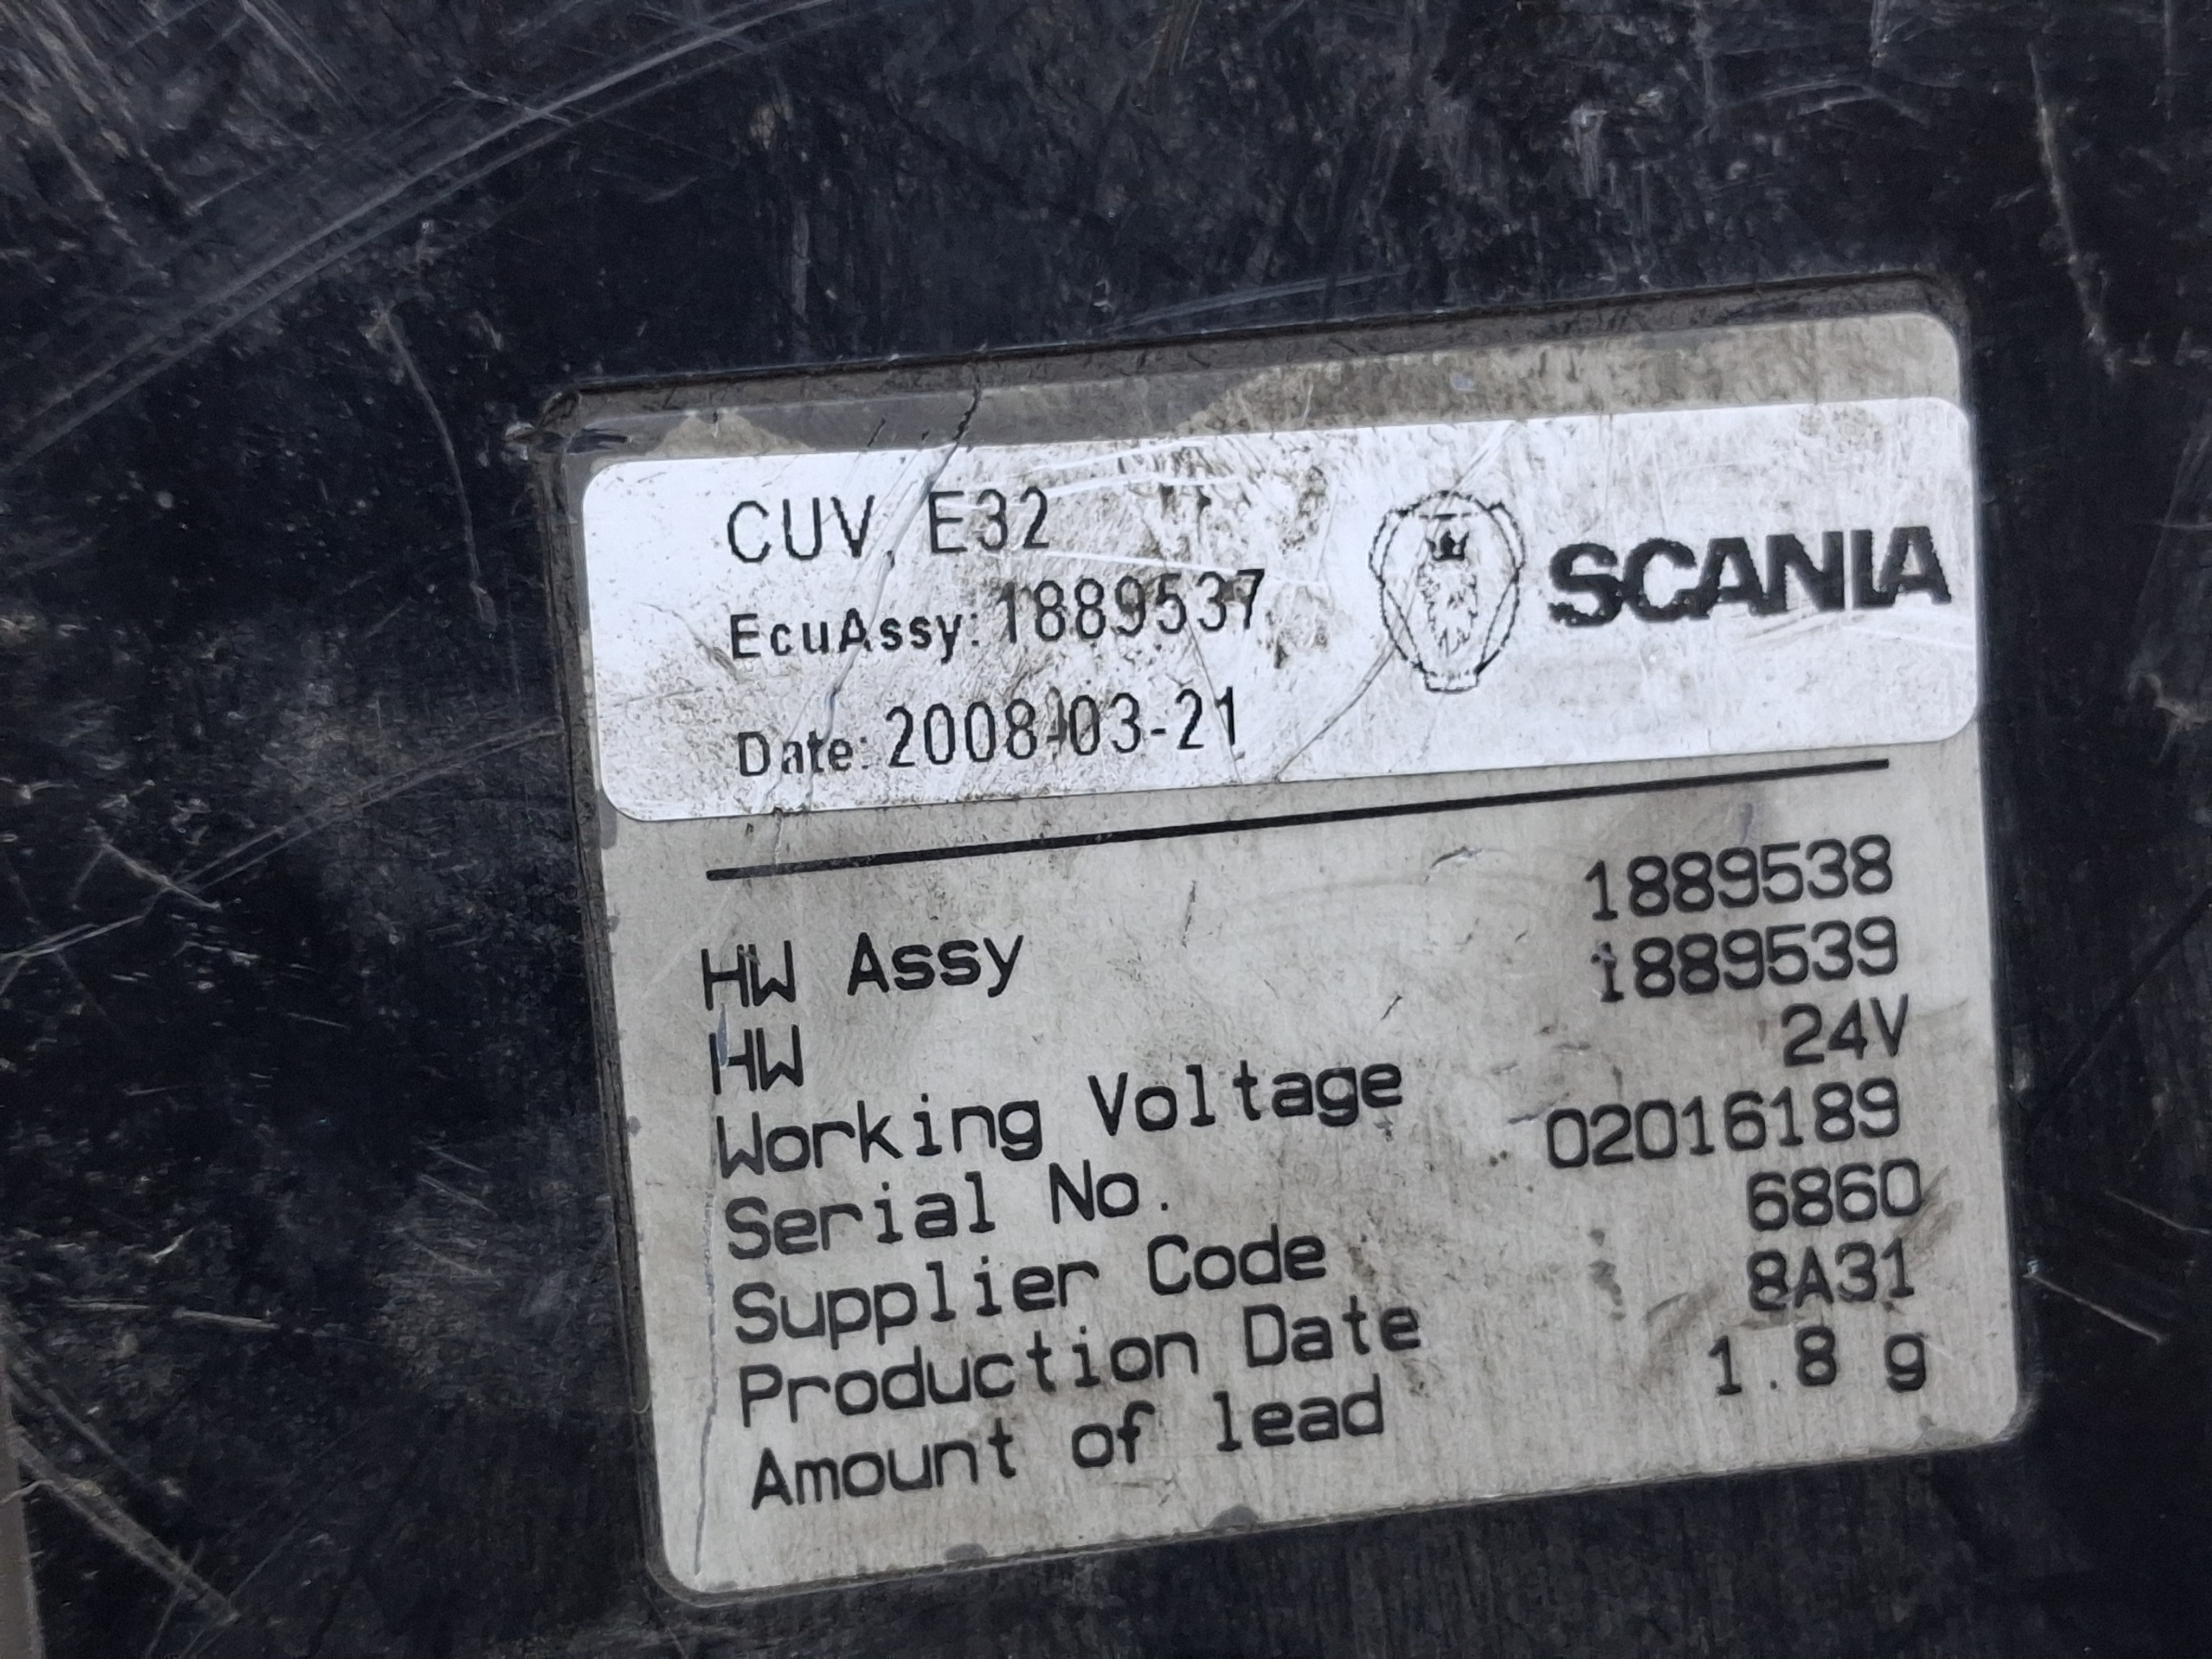 CUV, E32
EcuAssy: 1889537
Date: 2008-03-21
SCANIA
HW Assy 1889538
HW 1889539
Working Voltage 24V
Serial No. 02016189
Supplier Code 6860
Production Date 8A31
Amount of lead 1.8 g